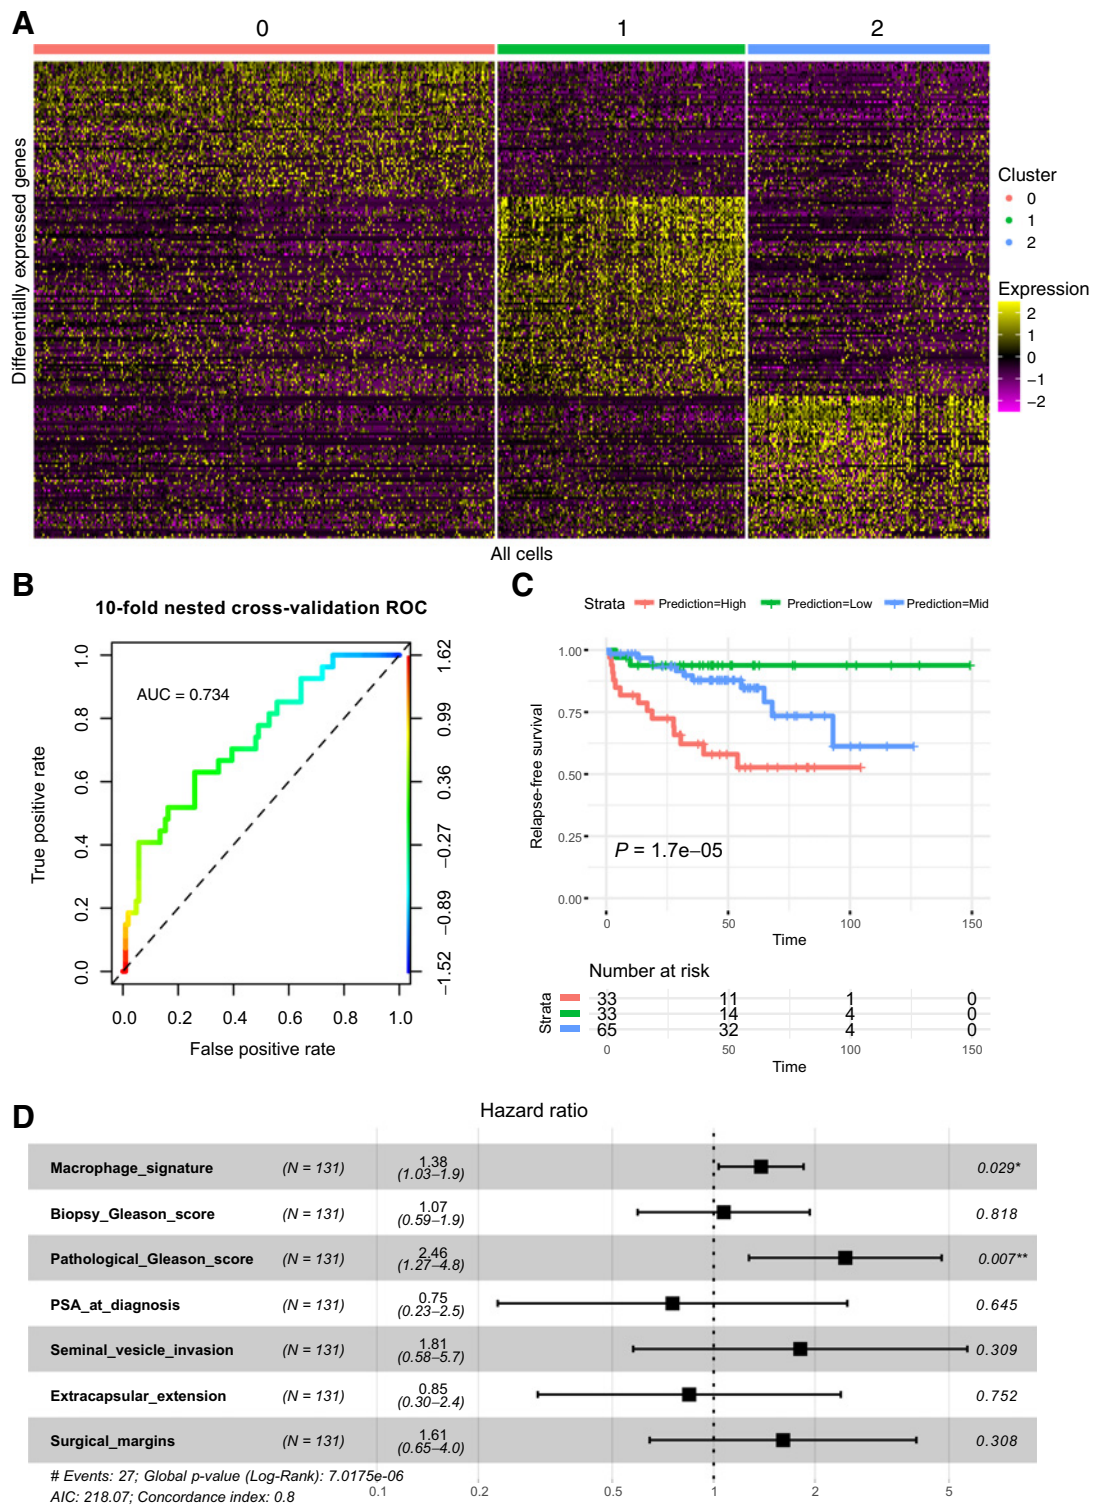 A
0 1 2
Differentially expressed genes
Cluster
0
1
2
Expression
2
1
0
−1
−2
All cells
B
10-fold nested cross-validation ROC
AUC = 0.734
True positive rate
1.0
0.8
0.6
0.4
0.2
0.0
1.62
0.99
0.36
−0.27
−0.89
−1.52
0.0 0.2 0.4 0.6 0.8 1.0
False positive rate
C
Strata Prediction=High Prediction=Low Prediction=Mid
Relapse-free survival
1.00
0.75
0.50
0.25
0.00
P = 1.7e−05
0 50 100 150
Time
Number at risk
Strata
33 11 1 0
33 14 4 0
65 32 4 0
0 50 100 150
Time
D
Hazard ratio
Macrophage_signature (N = 131) 1.38 (1.03–1.9) 0.029*
Biopsy_Gleason_score (N = 131) 1.07 (0.59–1.9) 0.818
Pathological_Gleason_score (N = 131) 2.46 (1.27–4.8) 0.007**
PSA_at_diagnosis (N = 131) 0.75 (0.23–2.5) 0.645
Seminal_vesicle_invasion (N = 131) 1.81 (0.58–5.7) 0.309
Extracapsular_extension (N = 131) 0.85 (0.30–2.4) 0.752
Surgical_margins (N = 131) 1.61 (0.65–4.0) 0.308
# Events: 27; Global p-value (Log-Rank): 7.0175e-06
AIC: 218.07; Concordance index: 0.8
0.1 0.2 0.5 1 2 5